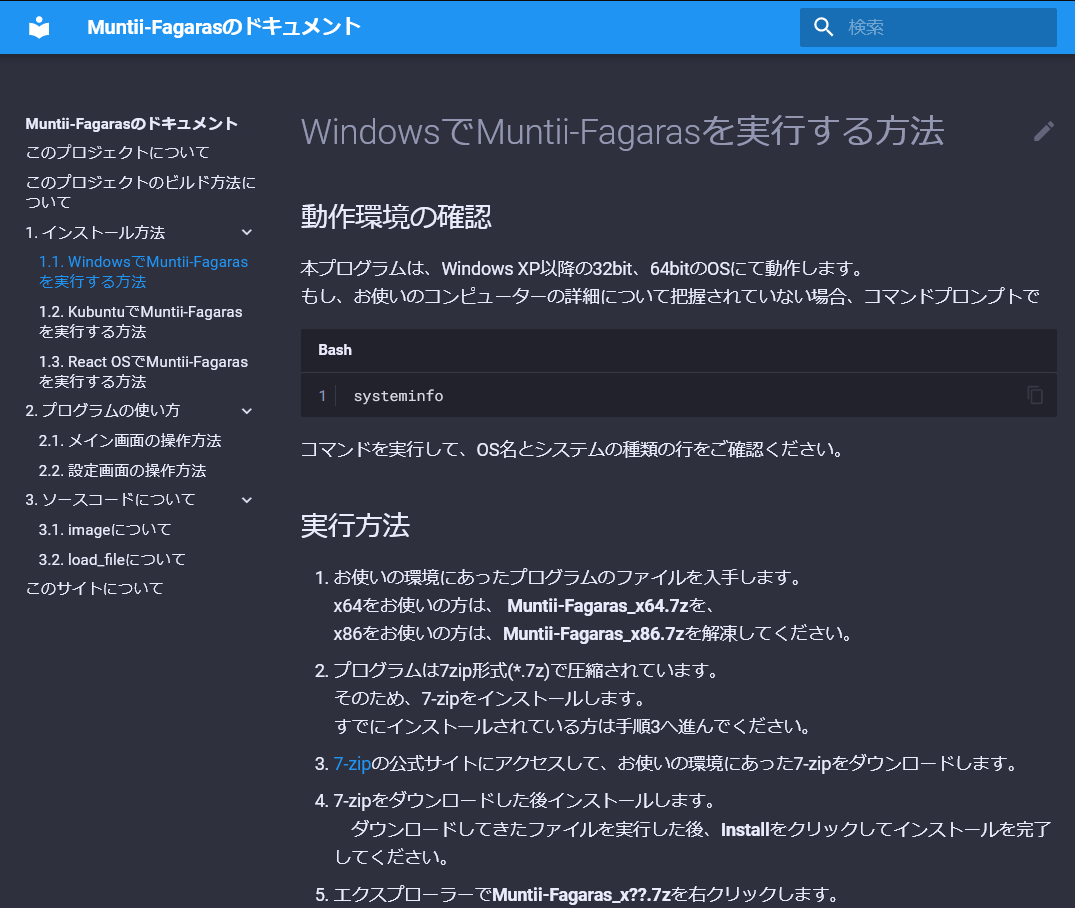 Muntii-Fagarasのドキュメント
検索
Muntii-Fagarasのドキュメント
このプロジェクトについて
このプロジェクトのビルド方法に
ついて
1. インストール方法
1.1. WindowsでMuntii-Fagaras
を実行する方法
1.2. KubuntuでMuntii-Fagaras
を実行する方法
1.3. React OSでMuntii-Fagaras
を実行する方法
2. プログラムの使い方
2.1. メイン画面の操作方法
2.2. 設定画面の操作方法
3. ソースコードについて
3.1. imageについて
3.2. load_fileについて
このサイトについて
WindowsでMuntii-Fagarasを実行する方法
動作環境の確認
本プログラムは、Windows XP以降の32bit、64bitのOSにて動作します。
もし、お使いのコンピューターの詳細について把握されていない場合、コマンドプロンプトで
Bash
1 systeminfo
コマンドを実行して、OS名とシステムの種類の行をご確認ください。
実行方法
1. お使いの環境にあったプログラムのファイルを入手します。
x64をお使いの方は、 Muntii-Fagaras_x64.7zを、
x86をお使いの方は、Muntii-Fagaras_x86.7zを解凍してください。
2. プログラムは7zip形式(*.7z)で圧縮されています。
そのため、7-zipをインストールします。
すでにインストールされている方は手順3へ進んでください。
3. 7-zipの公式サイトにアクセスして、お使いの環境にあった7-zipをダウンロードします。
4. 7-zipをダウンロードした後インストールします。
ダウンロードしてきたファイルを実行した後、Installをクリックしてインストールを完了
してください。
5. エクスプローラーでMuntii-Fagaras_x??.7zを右クリックします。